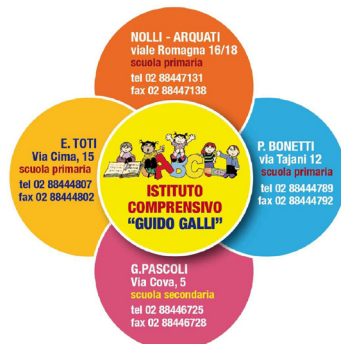 NOLLI - ARQUATI
viale Romagna 16/18
scuola primaria
tel 02 88447131
fax 02 88447138
E. TOTI
Via Cima, 15
scuola primaria
tel 02 88444807
fax 02 88444802
ABC
ISTITUTO
COMPRENSIVO
“GUIDO GALLI”
P. BONETTI
via Tajani 12
scuola primaria
tel 02 88444789
fax 02 88444792
G.PASCOLI
Via Cova, 5
scuola secondaria
tel 02 88446725
fax 02 88446728